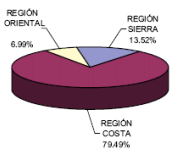 REGIÓN
ORIENTAL
6.99%
REGIÓN
SIERRA
13.52%
REGIÓN
COSTA
79.49%